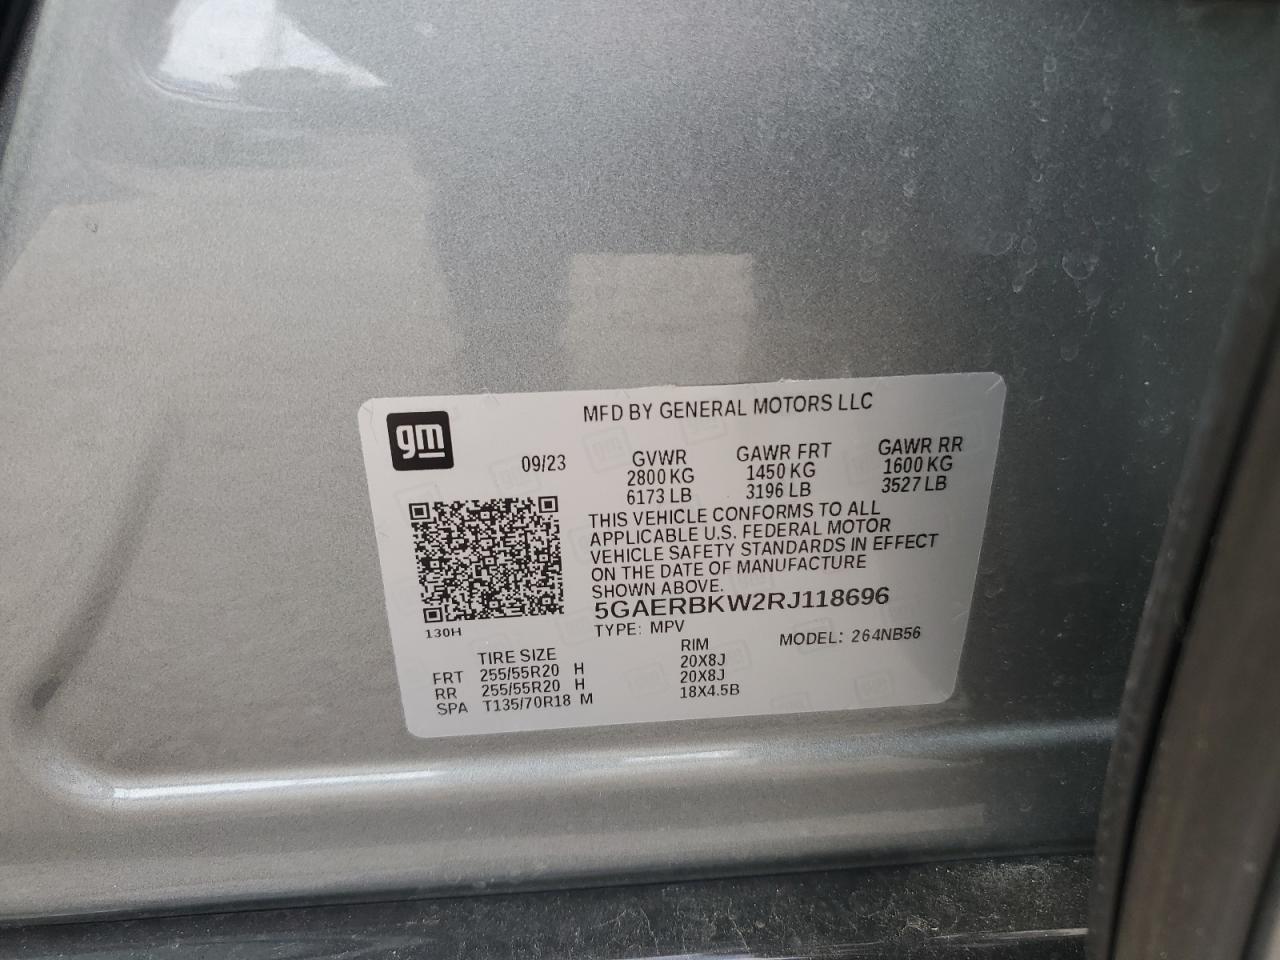 gm
MFD BY GENERAL MOTORS LLC
09/23
GVWR GAWR FRT GAWR RR
2800 KG 1450 KG 1600 KG
6173 LB 3196 LB 3527 LB
THIS VEHICLE CONFORMS TO ALL
APPLICABLE U.S. FEDERAL MOTOR
VEHICLE SAFETY STANDARDS IN EFFECT
ON THE DATE OF MANUFACTURE
SHOWN ABOVE.
5GAERBKW2RJ118696
130H
TYPE: MPV MODEL: 264NB56
TIRE SIZE RIM
FRT 255/55R20 H 20X8J
RR 255/55R20 H 20X8J
SPA T135/70R18 M 18X4.5B